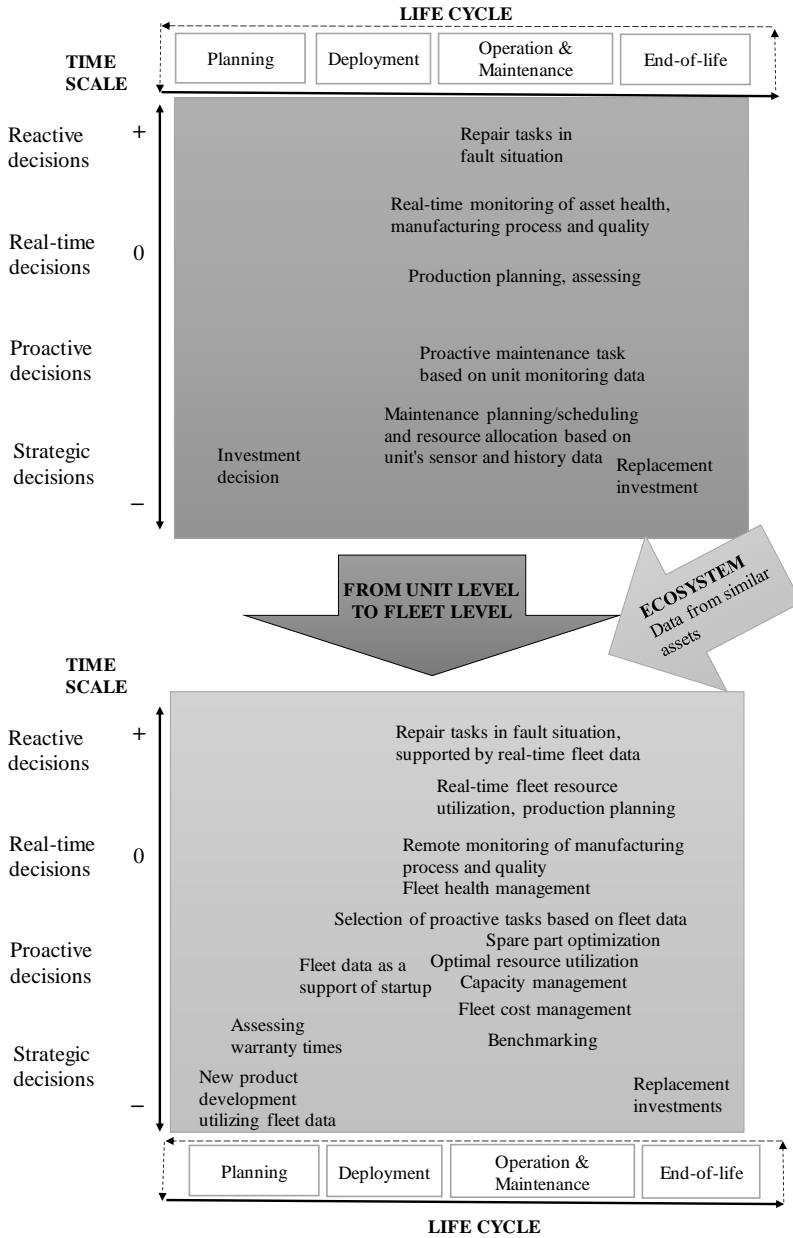 LIFE CYCLE
TIME
SCALE
Planning
Deployment
Operation &
Maintenance
End-of-life
Reactive
decisions
+
Repair tasks in
fault situation
Real-time monitoring of asset health,
manufacturing process and quality
Real-time
decisions
0
Production planning, assessing
Proactive
decisions
Proactive maintenance task
based on unit monitoring data
Maintenance planning/scheduling
and resource allocation based on
unit's sensor and history data
Strategic
decisions
Investment
decision
Replacement
investment
–
FROM UNIT LEVEL
TO FLEET LEVEL
ECOSYSTEM
Data from similar
assets
TIME
SCALE
Reactive
decisions
+
Repair tasks in fault situation,
supported by real-time fleet data
Real-time fleet resource
utilization, production planning
Real-time
decisions
0
Remote monitoring of manufacturing
process and quality
Fleet health management
Selection of proactive tasks based on fleet data
Spare part optimization
Proactive
decisions
Fleet data as a
support of startup
Optimal resource utilization
Capacity management
Fleet cost management
Assessing
warranty times
Benchmarking
Strategic
decisions
New product
development
utilizing fleet data
Replacement
investments
–
Planning
Deployment
Operation &
Maintenance
End-of-life
LIFE CYCLE